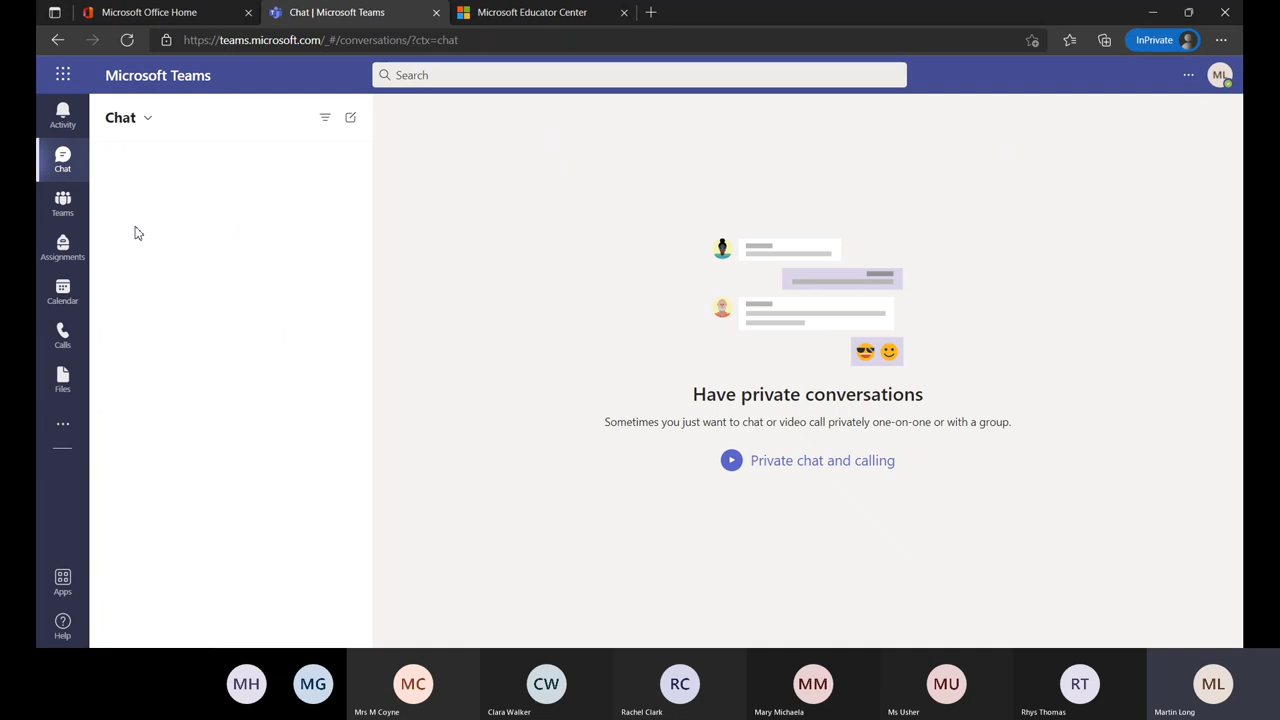 Microsoft Office Home
Chat | Microsoft Teams
Microsoft Educator Center
https://teams.microsoft.com/_#/conversations/?ctx=chat
InPrivate
Microsoft Teams
Search
ML
Activity
Chat
Teams
Assignments
Calendar
Calls
Files
Apps
Help
Chat
Have private conversations
Sometimes you just want to chat or video call privately one-on-one or with a group.
Private chat and calling
MH
MG
MC
Mrs M Coyne
CW
Clara Walker
RC
Rachel Clark
MM
Mary Michaela
MU
Ms Usher
RT
Rhys Thomas
ML
Martin Long